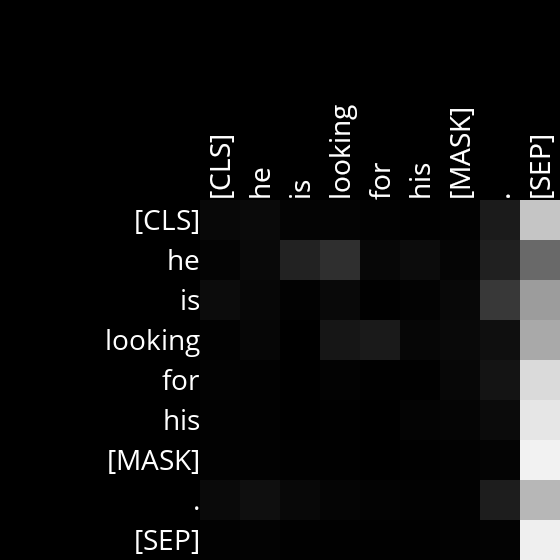 [CLS] he is looking for his [MASK] . [SEP]
[CLS]
he
is
looking
for
his
[MASK]
.
[SEP]